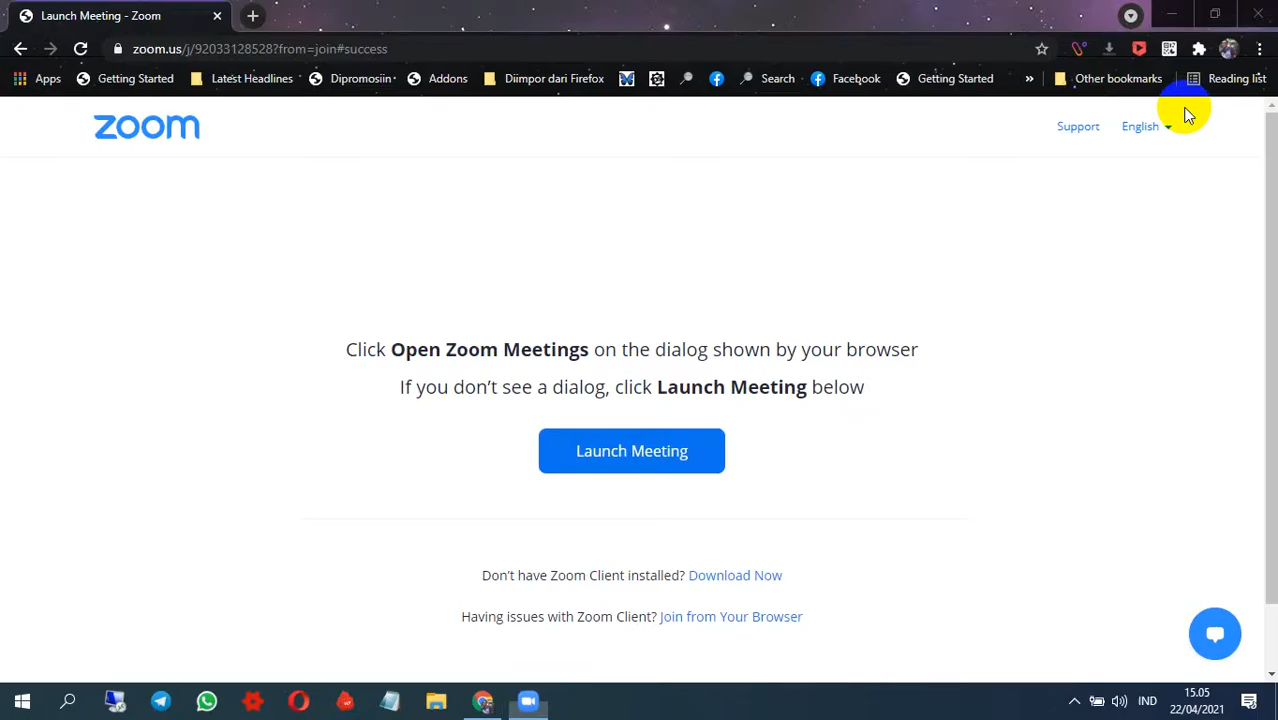 Launch Meeting - Zoom
zoom.us/j/92033128528?from=join#success
Apps Getting Started Latest Headlines Dipromosiin Addons Diimpor dari Firefox Search Facebook Getting Started » Other bookmarks Reading list
zoom
Support English
Click Open Zoom Meetings on the dialog shown by your browser
If you don’t see a dialog, click Launch Meeting below
Launch Meeting
Don’t have Zoom Client installed? Download Now
Having issues with Zoom Client? Join from Your Browser
IND
15.05
22/04/2021